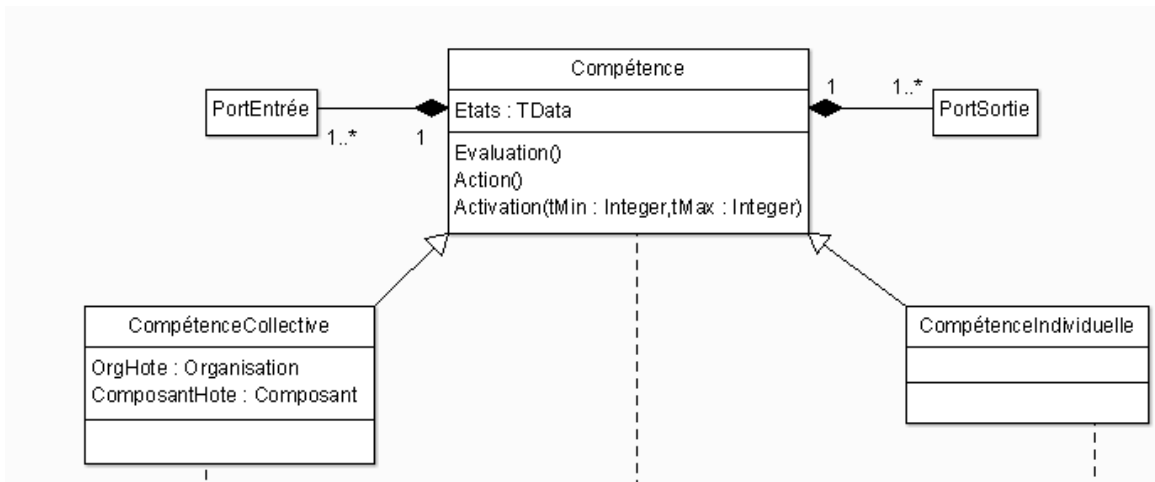 Compétence
PortEntrée
1..*
1
Etats : TData
1
1..*
PortSortie
Evaluation()
Action()
Activation(tMin : Integer,tMax : Integer)
CompétenceCollective
OrgHote : Organisation
ComposantHote : Composant
CompétenceIndividuelle